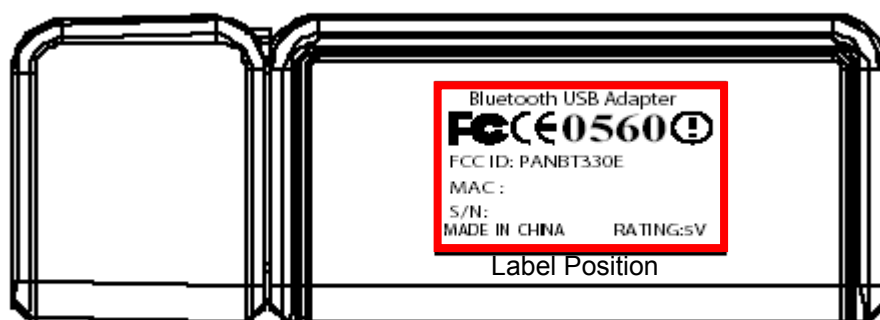 Bluetooth USB Adapter
FC CE 0560 !
FCC ID: PANBT330E
MAC :
S/N:
MADE IN CHINA RATING:5V
Label Position